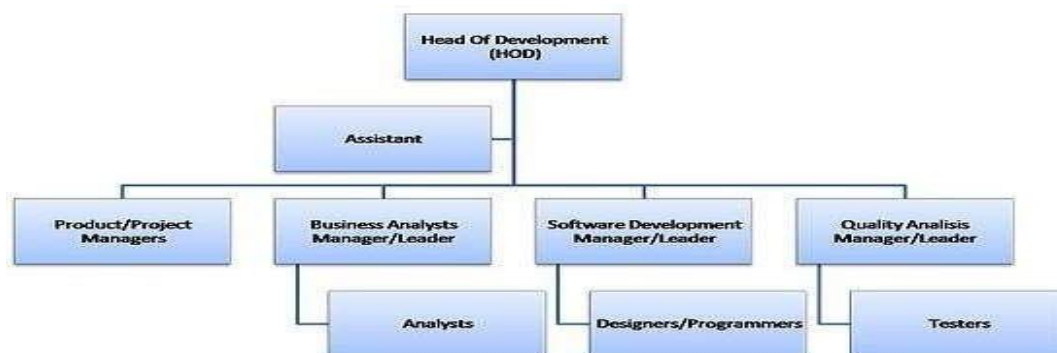 Head Of Development
(HOD)
Assistant
Product/Project
Managers
Business Analysts
Manager/Leader
Software Development
Manager/Leader
Quality Analisis
Manager/Leader
Analysts
Designers/Programmers
Testers